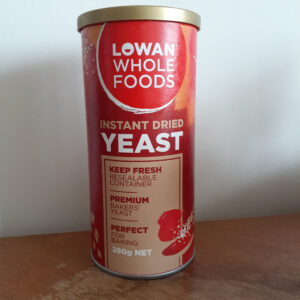 LOWAN
WHOLE
FOODS
INSTANT DRIED
YEAST
KEEP FRESH
RESEALABLE
CONTAINER
PREMIUM
BAKERS'
YEAST
PERFECT
FOR
BAKING
280g NET